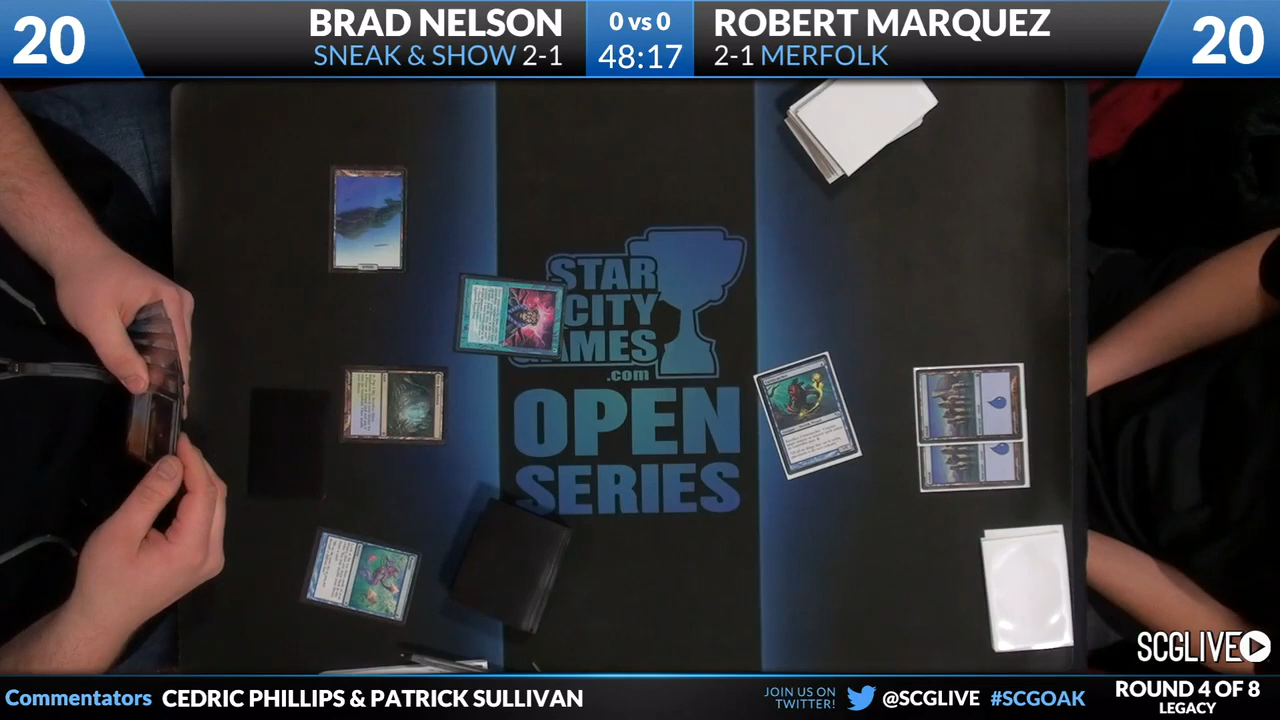 20
BRAD NELSON
SNEAK & SHOW 2-1
0 vs 0
48:17
ROBERT MARQUEZ
2-1 MERFOLK
20
STAR
CITY
GAMES
.com
OPEN
SERIES
SCGLIVE
Commentators CEDRIC PHILLIPS & PATRICK SULLIVAN
JOIN US ON
TWITTER!
@SCGLIVE #SCGOAK
ROUND 4 OF 8
LEGACY